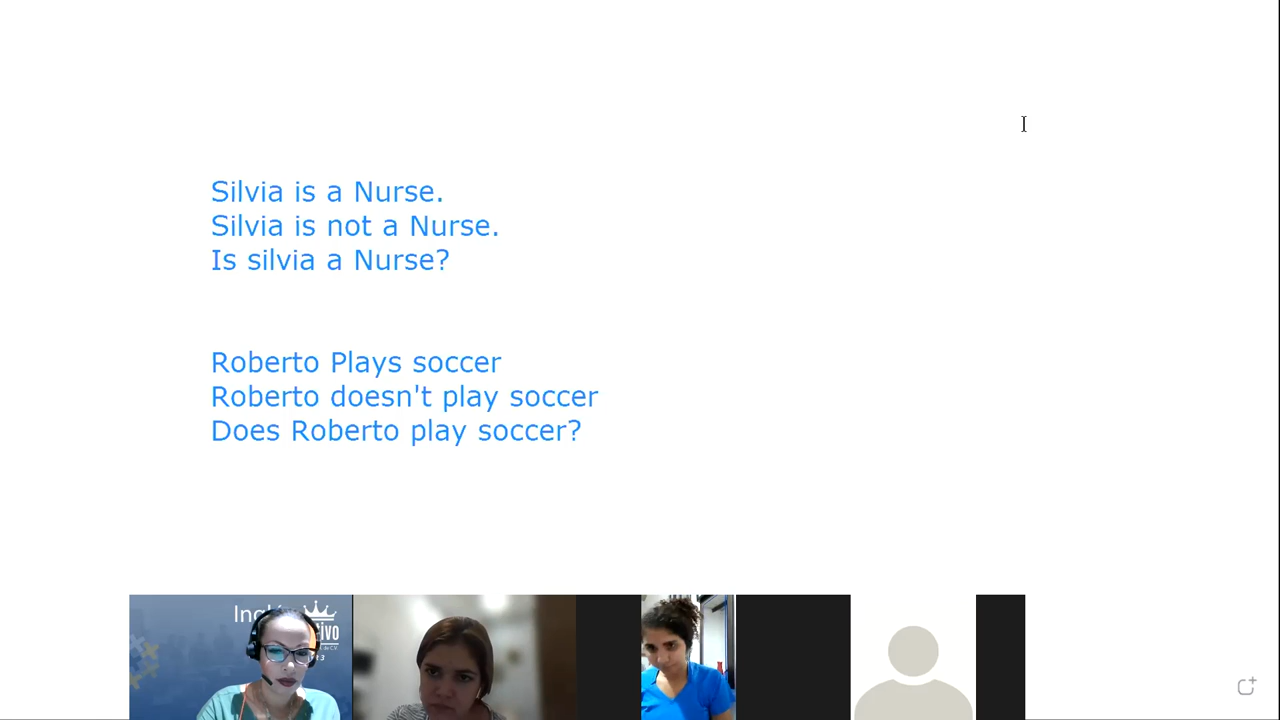 Silvia is a Nurse.
Silvia is not a Nurse.
Is silvia a Nurse?
Roberto Plays soccer
Roberto doesn't play soccer
Does Roberto play soccer?